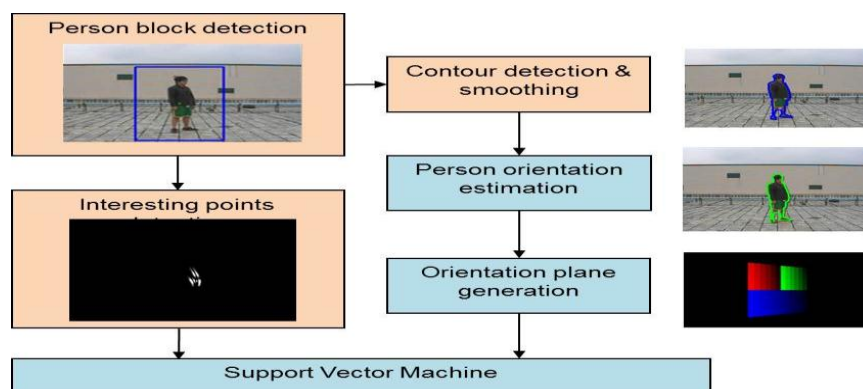 Person block detection
Contour detection &
smoothing
Person orientation
estimation
Interesting points
Orientation plane
generation
Support Vector Machine